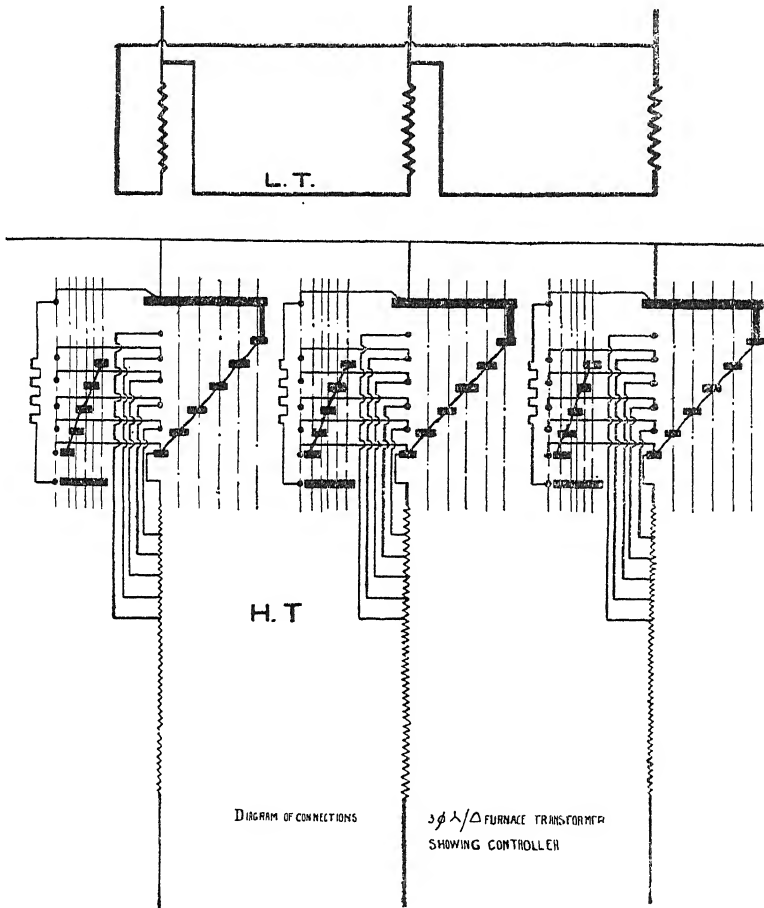 L.T.
H.T
DIAGRAM OF CONNECTIONS
3ϕ⅄/△ FURNACE TRANSFORMER
SHOWING CONTROLLER